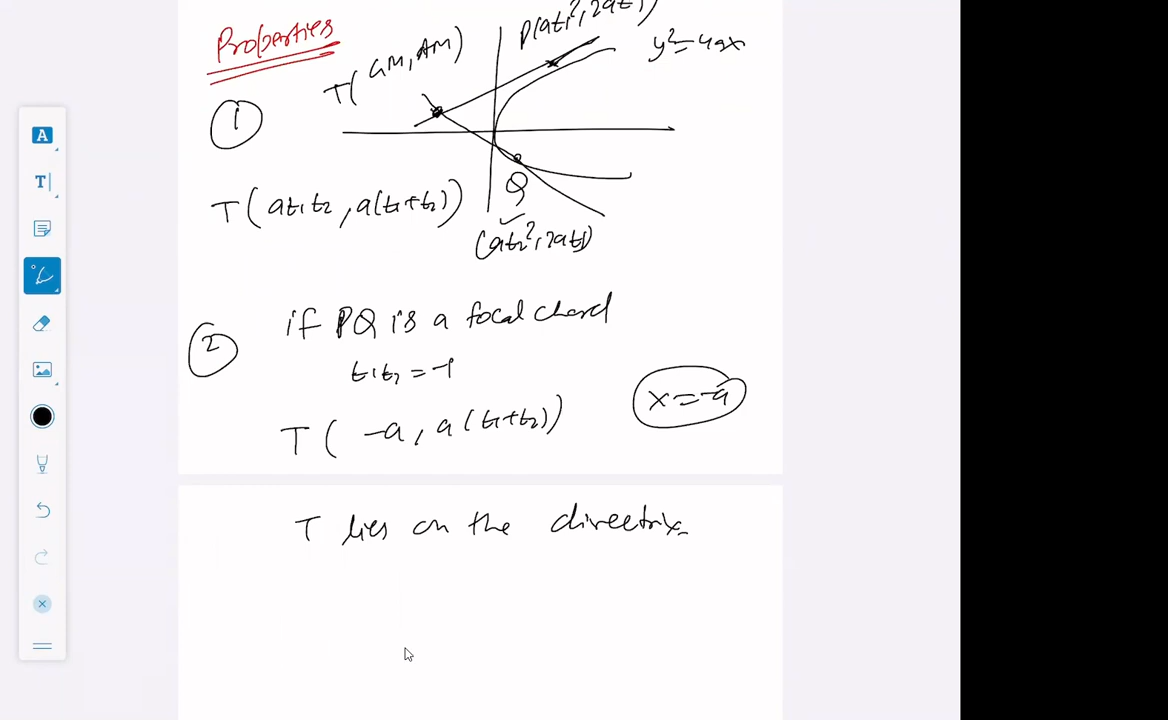 Properties
P(at₁², 2at₁)
y²=4ax
T( GM, AM)
①
T( at₁t₂ , a(t₁+t₂))
Q
(at₂², 2at₂)
② if PQ is a focal chord
t₁t₂ = -1
T( -a, a(t₁+t₂))
x=-a
T lies on the directrix
A
T